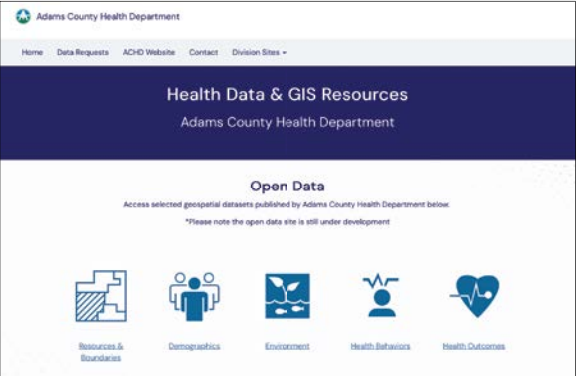 Adams County Health Department
Home Data Requests ACHD Website Contact Division Sites
Health Data & GIS Resources
Adams County Health Department
Open Data
Access selected geospatial datasets published by Adams County Health Department below.
*Please note the open data site is still under development
Resources & Boundaries
Demographics
Environment
Health Behaviors
Health Outcomes